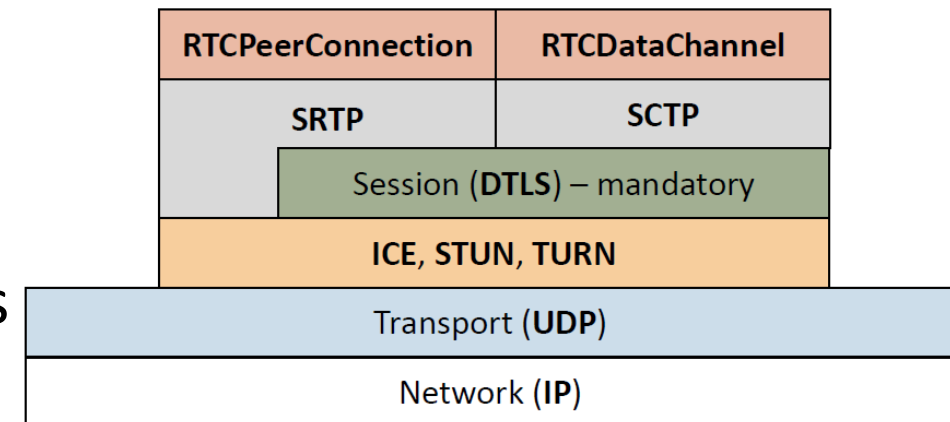 RTCPeerConnection RTCDataChannel
SRTP SCTP
Session (DTLS) – mandatory
ICE, STUN, TURN
s
Transport (UDP)
Network (IP)